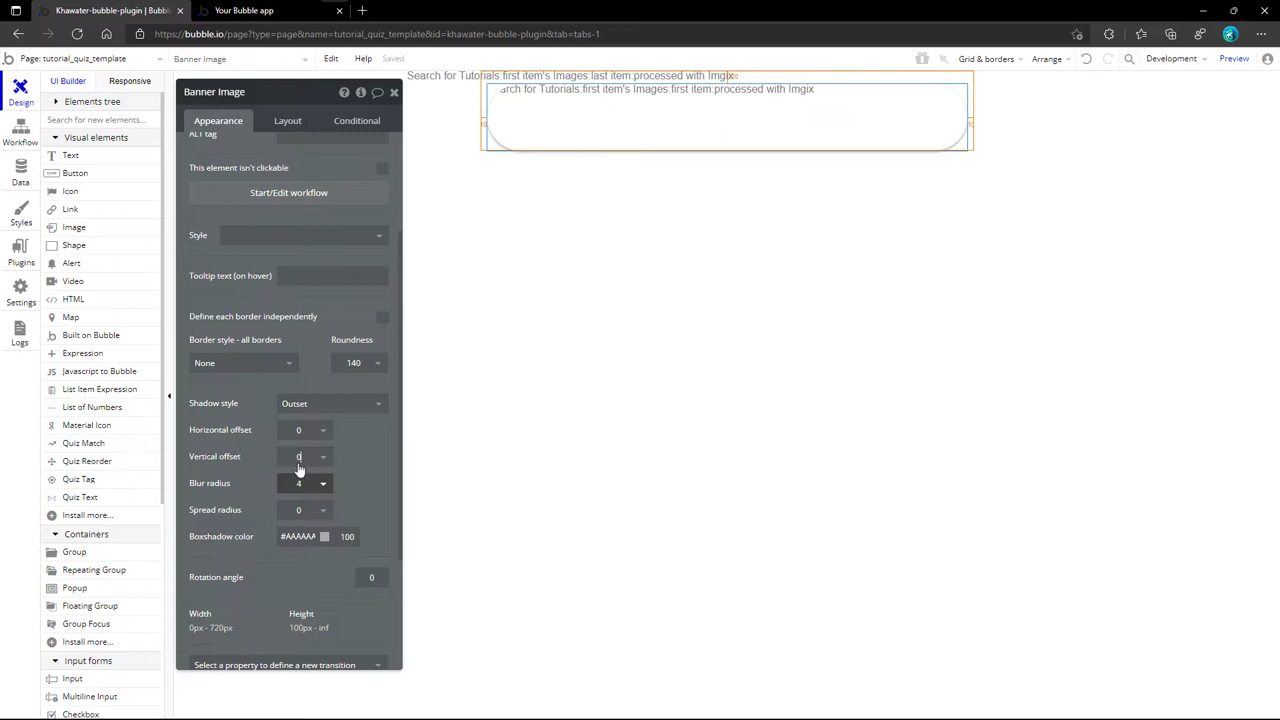 Khawater-bubble-plugin | Bubbl
Your Bubble app
https://bubble.io/page?type=page&name=tutorial_quiz_template&id=khawater-bubble-plugin&tab=tabs-1
Page: tutorial_quiz_template
Banner Image
Edit
Help
Saved
Grid & borders
Arrange
Development
Preview
Design
Workflow
Data
Styles
Plugins
Settings
Logs
UI Builder
Responsive
Elements tree
Search for new elements...
Visual elements
Text
Button
Icon
Link
Image
Shape
Alert
Video
HTML
Map
Built on Bubble
Expression
Javascript to Bubble
List Item Expression
List of Numbers
Material Icon
Quiz Match
Quiz Reorder
Quiz Tag
Quiz Text
Install more...
Containers
Group
Repeating Group
Popup
Floating Group
Group Focus
Install more...
Input forms
Input
Multiline Input
Checkbox
Banner Image
Appearance
Layout
Conditional
ALT tag
This element isn't clickable
Start/Edit workflow
Style
Tooltip text (on hover)
Define each border independently
Border style - all borders
Roundness
None
140
Shadow style
Outset
Horizontal offset
0
Vertical offset
0
Blur radius
4
Spread radius
0
Boxshadow color
#AAAAAA
100
Rotation angle
0
Width
Height
0px - 720px
100px - inf
Select a property to define a new transition
Search for Tutorials:first item's Images:last item:processed with Imgix
arch for Tutorials:first item's Images:first item:processed with Imgix